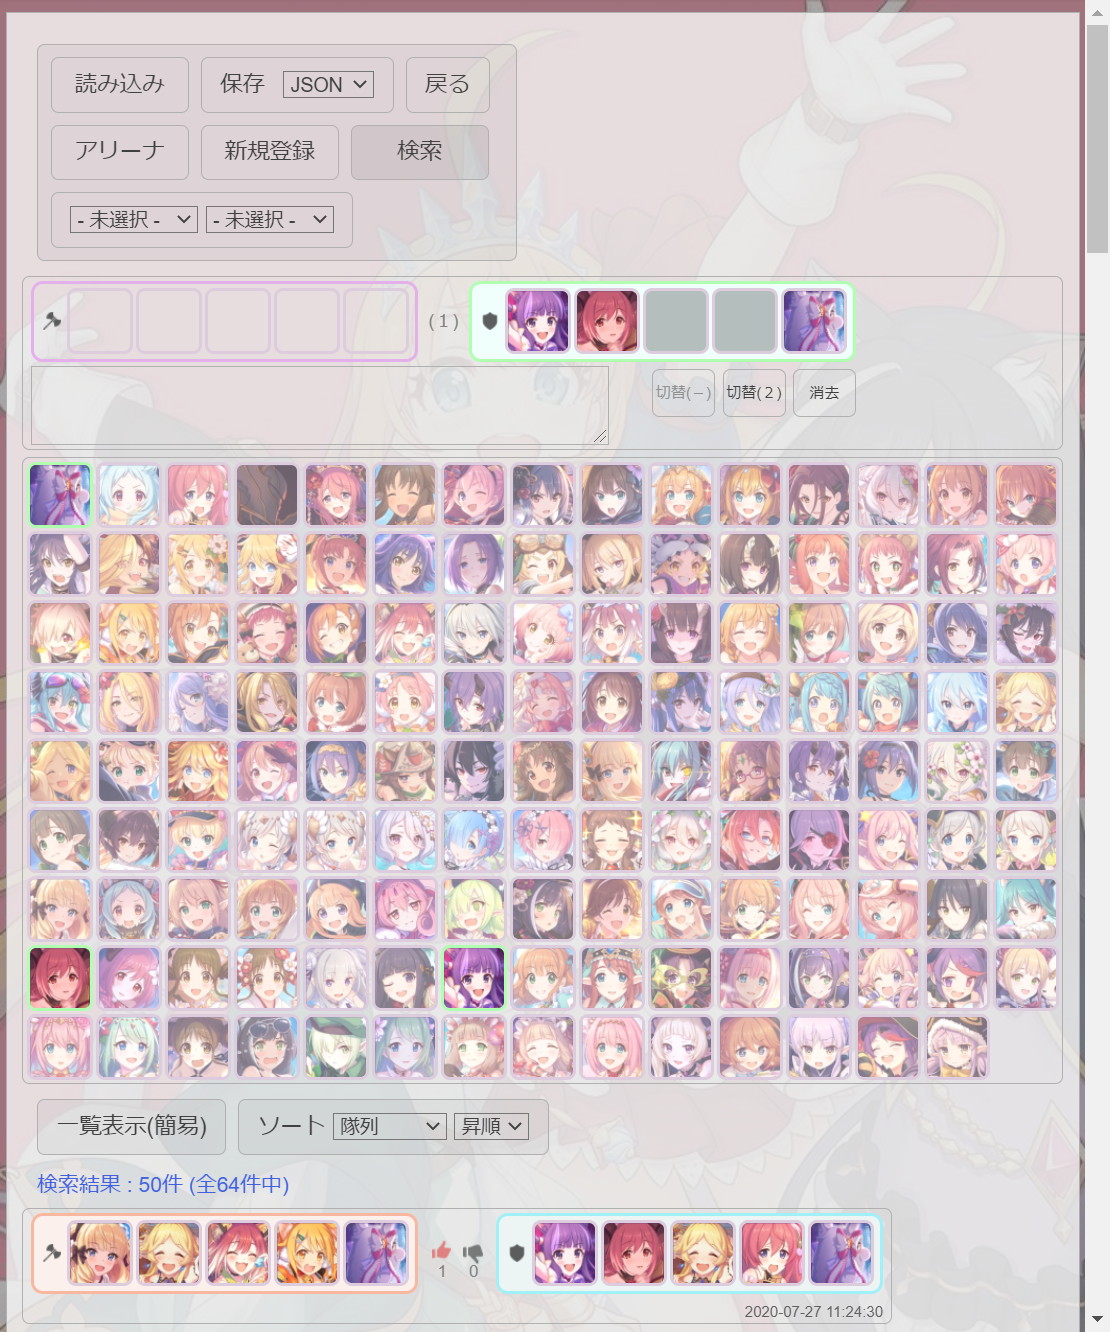 読み込み 保存 JSON 戻る
アリーナ 新規登録 検索
- 未選択 - - 未選択 -
(1)
切替(－) 切替(２) 消去
一覧表示(簡易) ソート 隊列 昇順
検索結果 : 50件 (全64件中)
1 0
2020-07-27 11:24:30